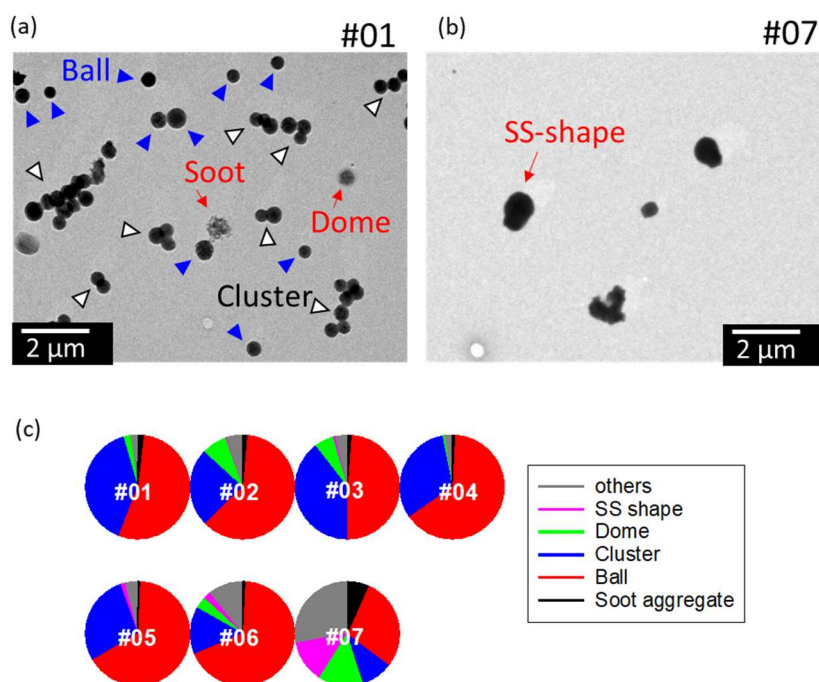 (a)
#01
Ball
Soot
Dome
Cluster
2 µm
(b)
#07
SS-shape
2 µm
(c)
#01
#02
#03
#04
#05
#06
#07
others
SS shape
Dome
Cluster
Ball
Soot aggregate